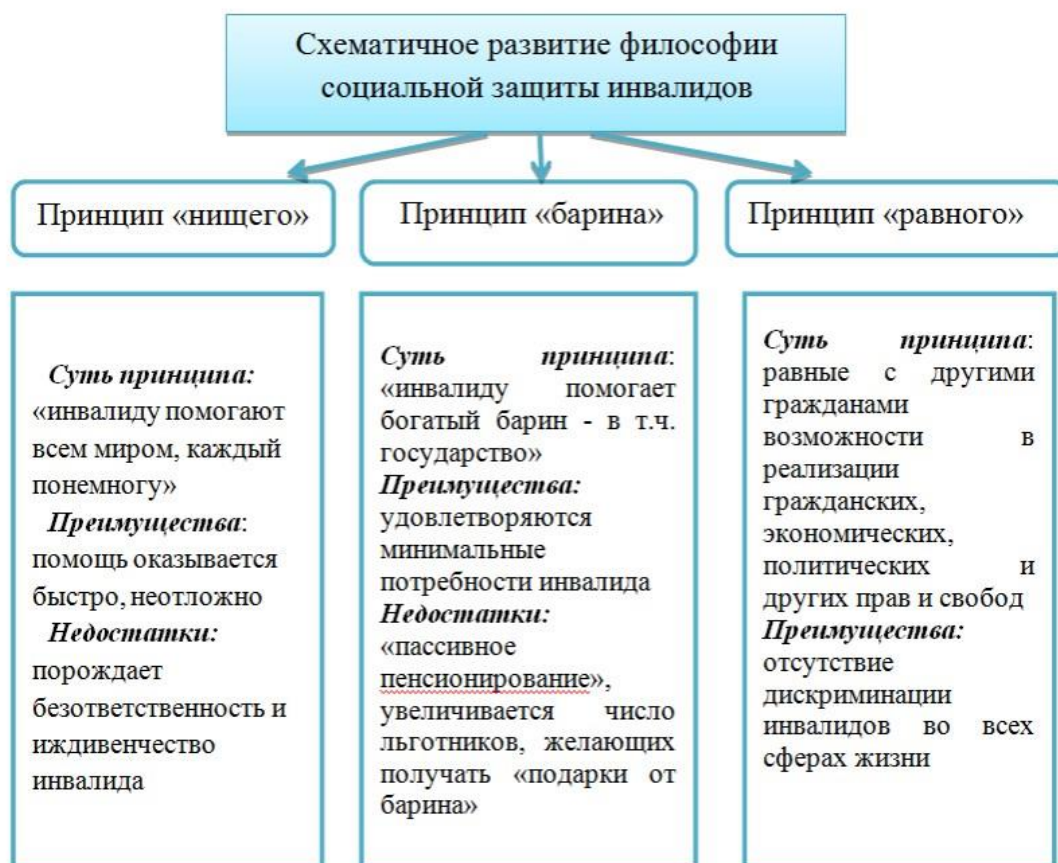 Схематичное развитие философии
социальной защиты инвалидов
Принцип «нищего»
Принцип «барина»
Принцип «равного»
Суть принципа:
«инвалиду помогают
всем миром, каждый
понемногу»
Преимущества:
помощь оказывается
быстро, неотложно
Недостатки:
порождает
безответственность и
иждивенчество
инвалида
Суть принципа:
«инвалиду помогает
богатый барин - в т.ч.
государство»
Преимущества:
удовлетворяются
минимальные
потребности инвалида
Недостатки:
«пассивное
пенсионирование»,
увеличивается число
льготников, желающих
получать «подарки от
барина»
Суть принципа:
равные с другими
гражданами
возможности в
реализации
гражданских,
экономических,
политических и
других прав и свобод
Преимущества:
отсутствие
дискриминации
инвалидов во всех
сферах жизни